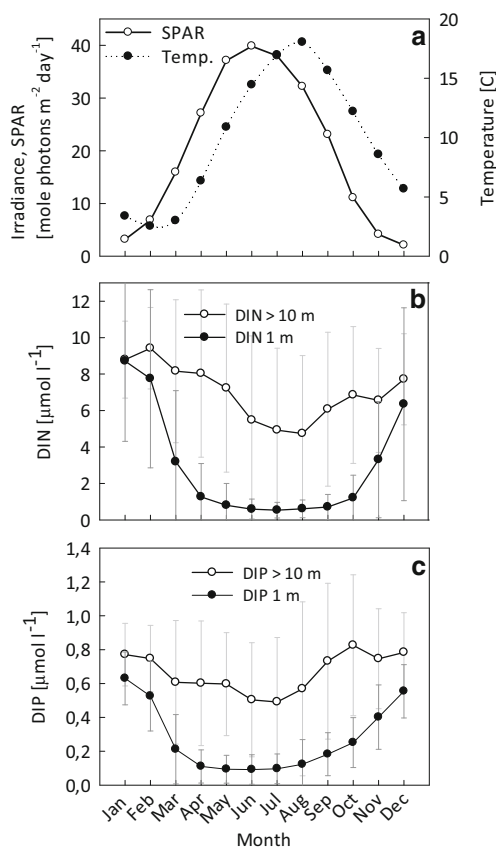 a
SPAR
Temp.
Irradiance, SPAR
[mole photons m⁻² day⁻¹]
40
30
20
10
0
20
15
10
5
0
Temperature [C]
b
DIN > 10 m
DIN 1 m
DIN [µmol l⁻¹]
12
10
8
6
4
2
0
c
DIP > 10 m
DIP 1 m
DIP [µmol l⁻¹]
1,4
1,2
1,0
0,8
0,6
0,4
0,2
0,0
Jan Feb Mar Apr May Jun Jul Aug Sep Oct Nov Dec
Month